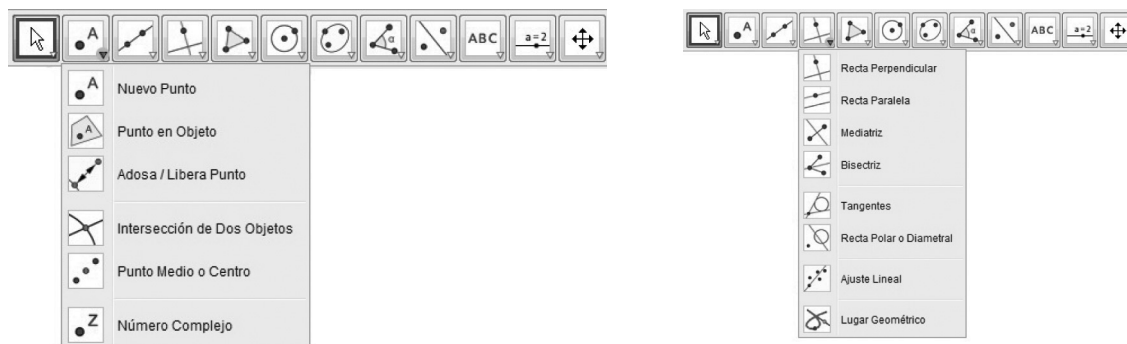 A
α
ABC
a=2
A
Nuevo Punto
A
Punto en Objeto
Adosa / Libera Punto
Intersección de Dos Objetos
Punto Medio o Centro
Z
Número Complejo
A
α
ABC
a=2
Recta Perpendicular
Recta Paralela
Mediatriz
Bisectriz
Tangentes
Recta Polar o Diametral
Ajuste Lineal
Lugar Geométrico